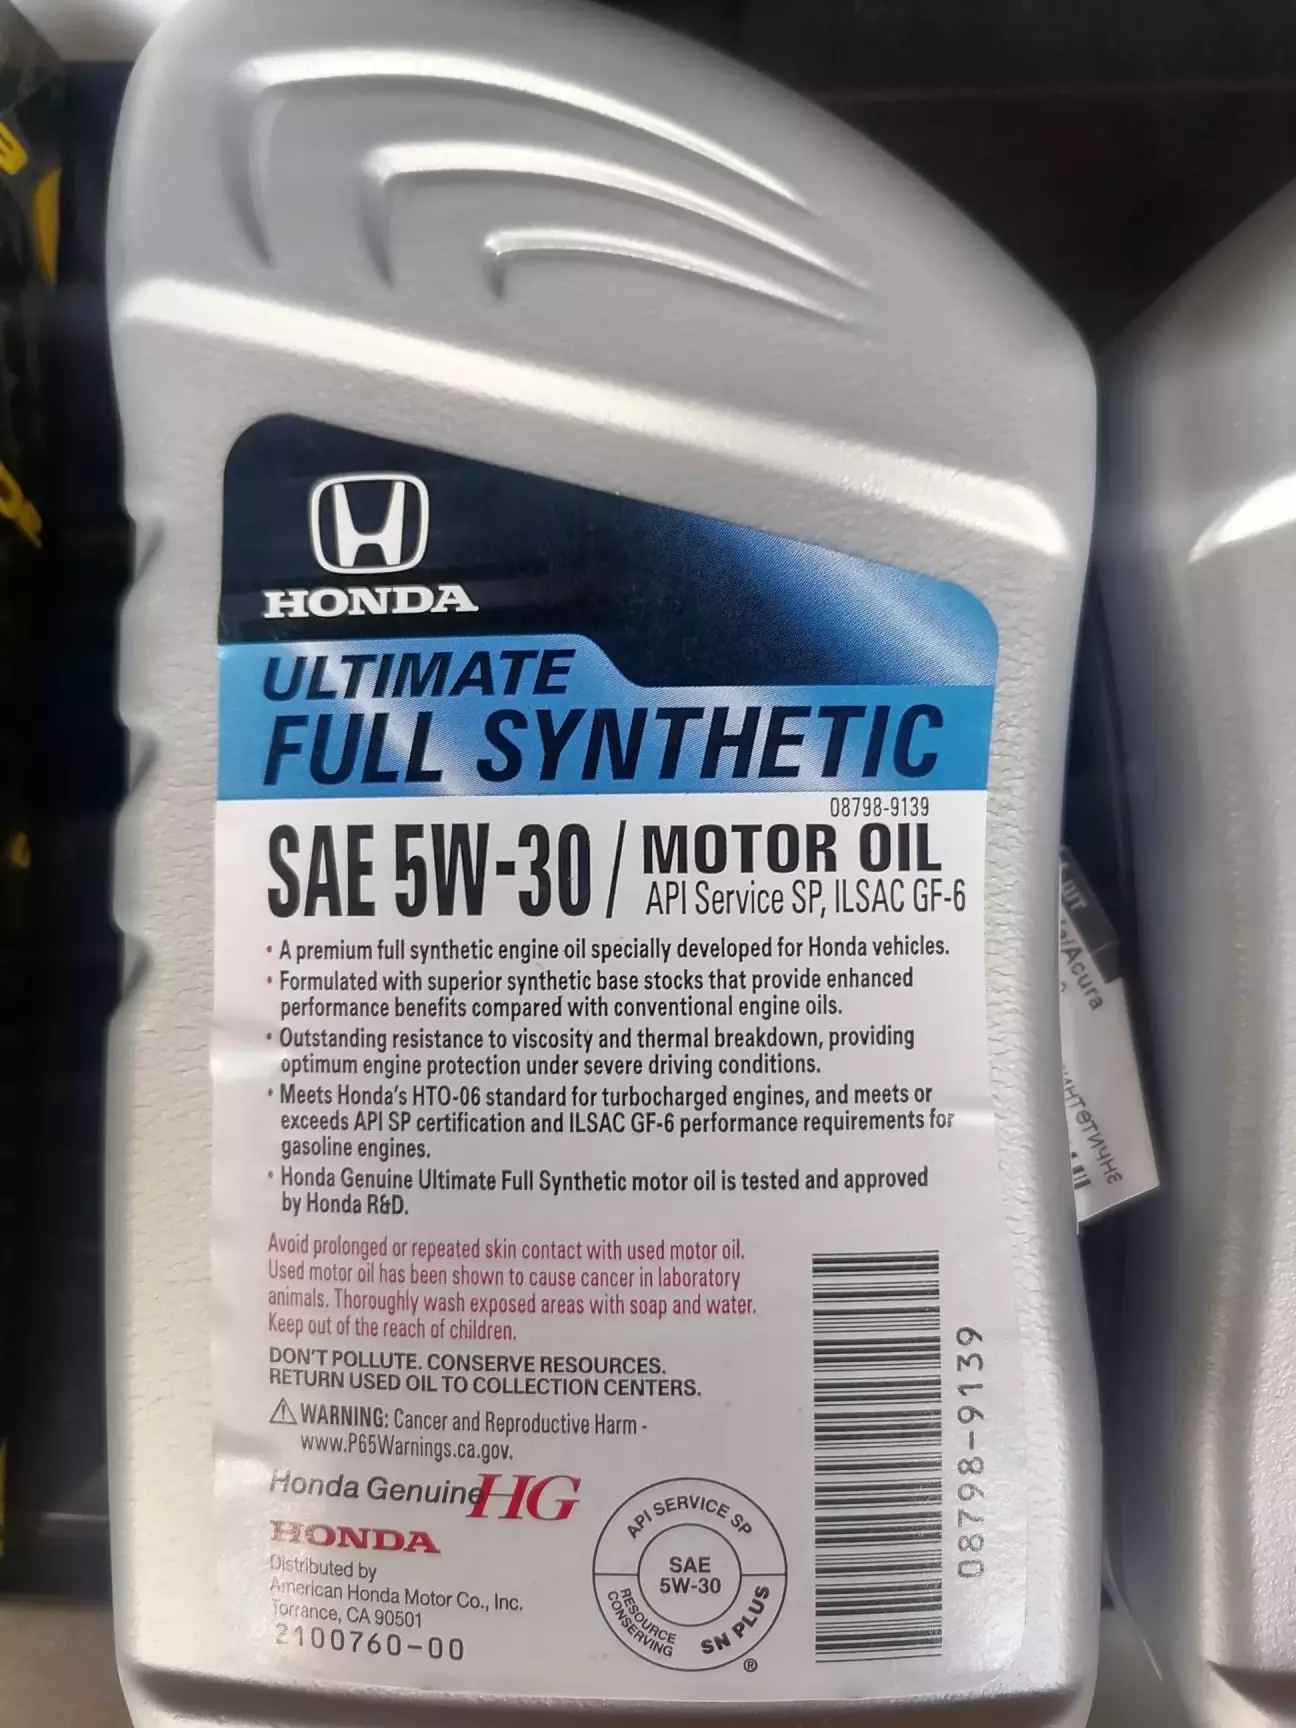 HONDA
ULTIMATE
FULL SYNTHETIC
08798-9139
SAE 5W-30 / MOTOR OIL
API Service SP, ILSAC GF-6
• A premium full synthetic engine oil specially developed for Honda vehicles.
• Formulated with superior synthetic base stocks that provide enhanced
performance benefits compared with conventional engine oils.
• Outstanding resistance to viscosity and thermal breakdown, providing
optimum engine protection under severe driving conditions.
• Meets Honda's HTO-06 standard for turbocharged engines, and meets or
exceeds API SP certification and ILSAC GF-6 performance requirements for
gasoline engines.
• Honda Genuine Ultimate Full Synthetic motor oil is tested and approved
by Honda R&D.
Avoid prolonged or repeated skin contact with used motor oil.
Used motor oil has been shown to cause cancer in laboratory
animals. Thoroughly wash exposed areas with soap and water.
Keep out of the reach of children.
DON'T POLLUTE. CONSERVE RESOURCES.
RETURN USED OIL TO COLLECTION CENTERS.
⚠ WARNING: Cancer and Reproductive Harm -
www.P65Warnings.ca.gov.
Honda Genuine HG
HONDA
Distributed by
American Honda Motor Co., Inc.
Torrance, CA 90501
2100760-00
API SERVICE SP
SAE
5W-30
RESOURCE
CONSERVING
SN PLUS
®
08798-9139
ШТ
/Acura